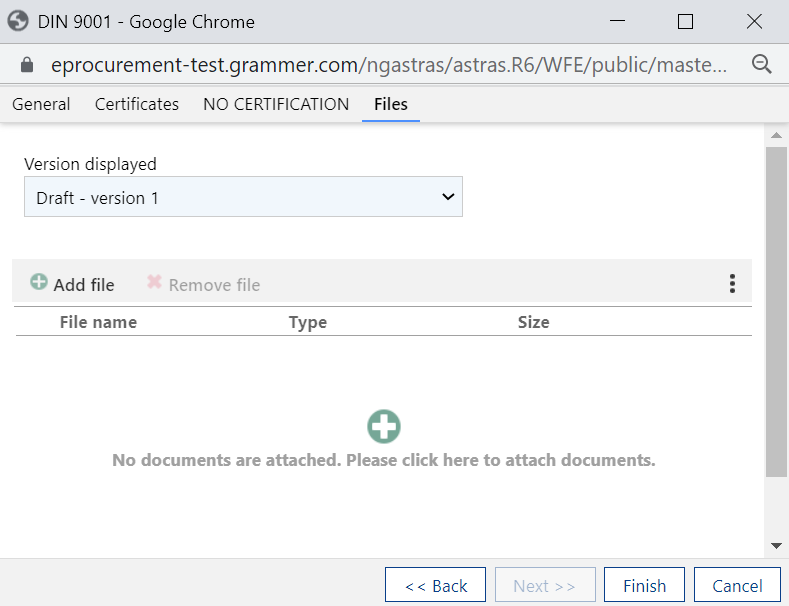 DIN 9001 - Google Chrome
eprocurement-test.grammer.com/ngastras/astras.R6/WFE/public/maste...
General Certificates NO CERTIFICATION Files
Version displayed
Draft - version 1
Add file Remove file
File name Type Size
No documents are attached. Please click here to attach documents.
<< Back Next >> Finish Cancel